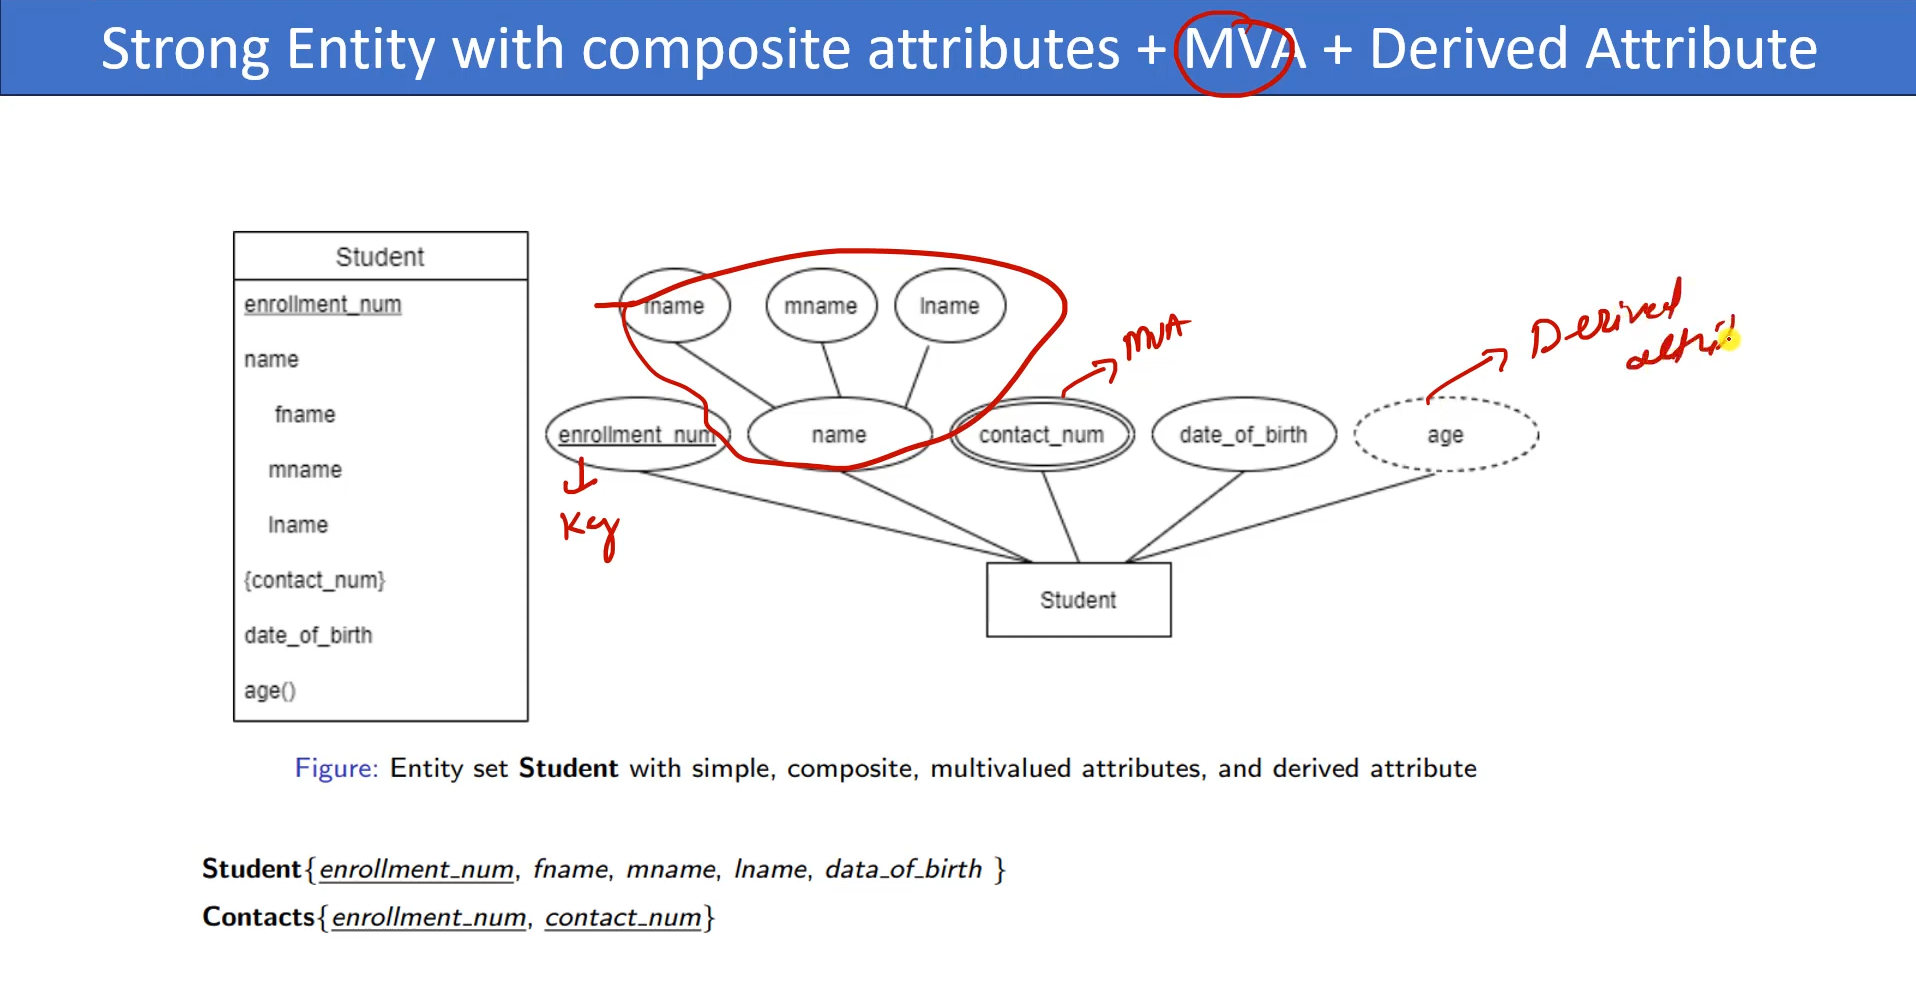 Strong Entity with composite attributes + MVA + Derived Attribute
Student
enrollment_num
name
fname
mname
lname
{contact_num}
date_of_birth
age()
fname
mname
lname
MVA
Derived
enrollment_num
name
contact_num
date_of_birth
age
Key
Student
Figure: Entity set Student with simple, composite, multivalued attributes, and derived attribute
Student{enrollment_num, fname, mname, lname, data_of_birth }
Contacts{enrollment_num, contact_num}